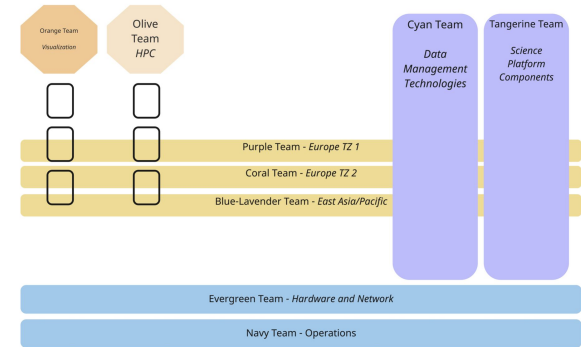 Orange Team
Visualization
Olive
Team
HPC
Cyan Team
Data
Management
Technologies
Tangerine Team
Science
Platform
Components
Purple Team - Europe TZ 1
Coral Team - Europe TZ 2
Blue-Lavender Team - East Asia/Pacific
Evergreen Team - Hardware and Network
Navy Team - Operations